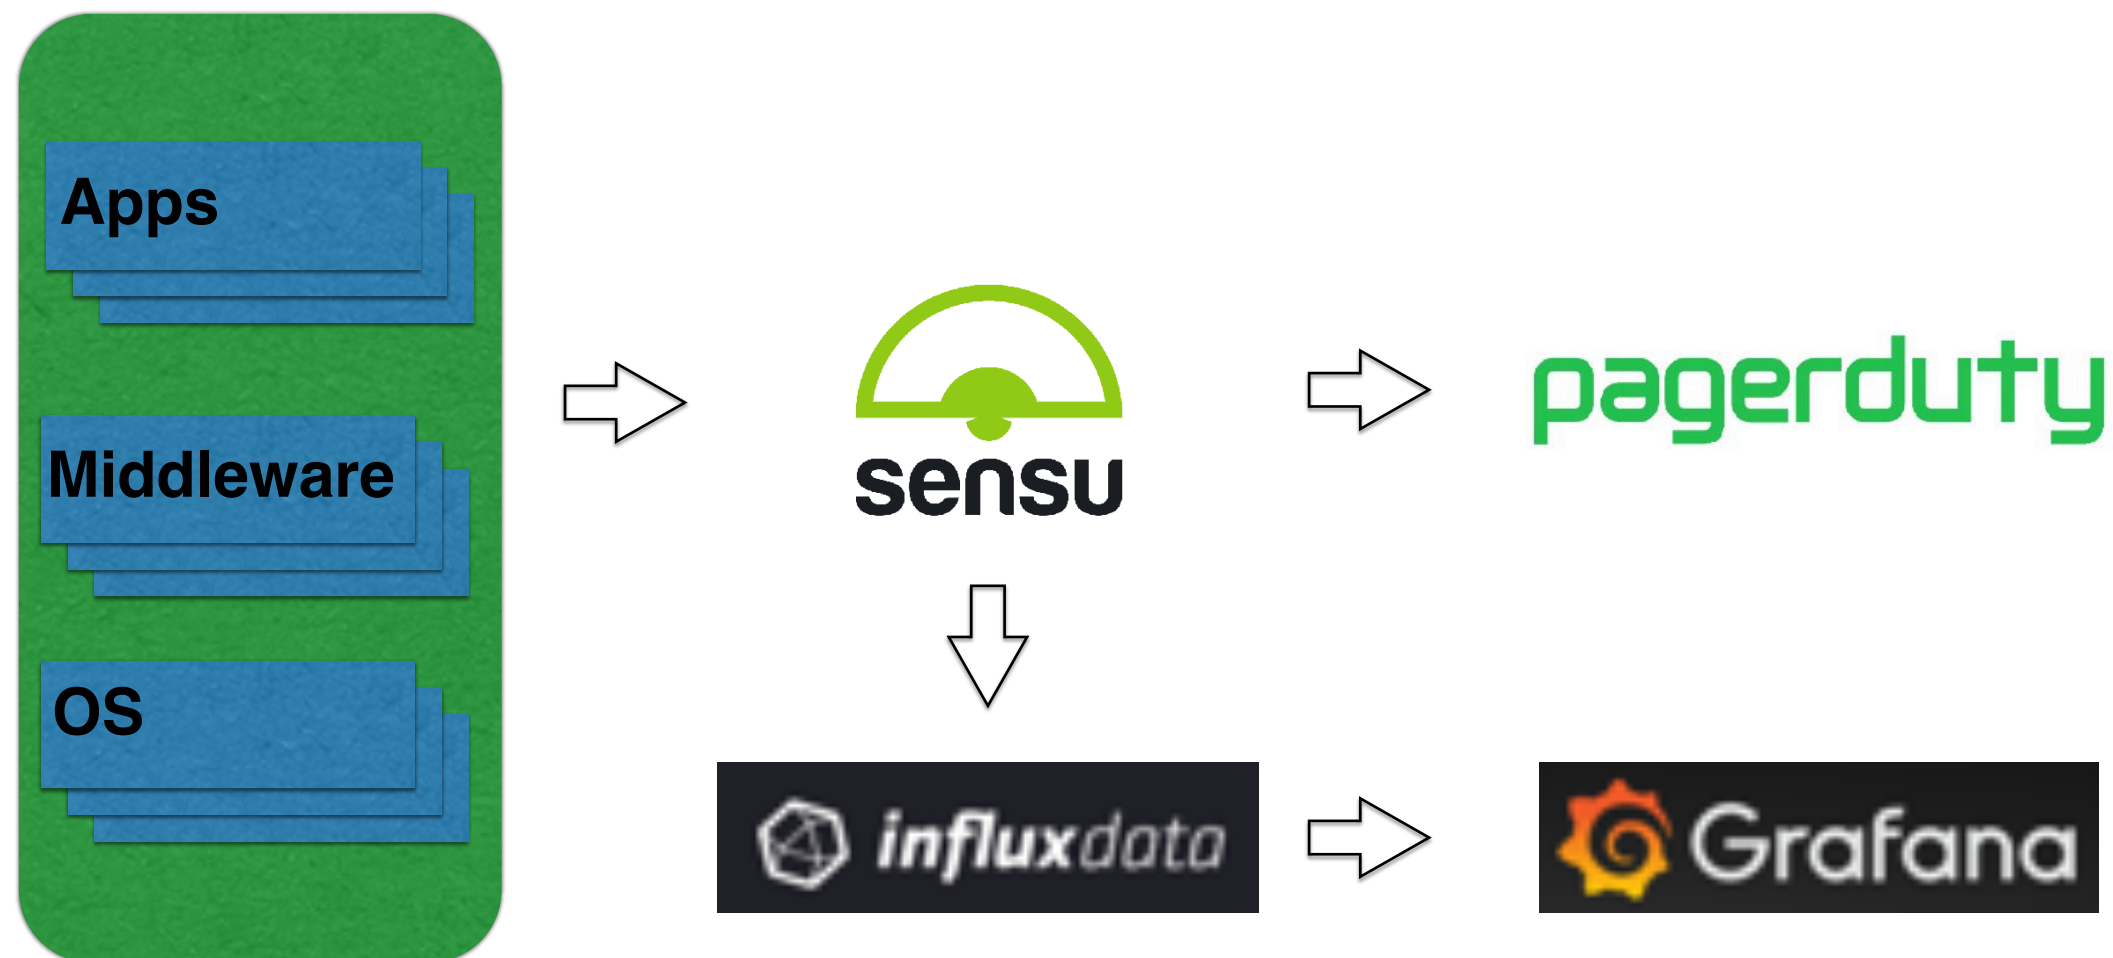 Apps
Middleware
OS
sensu
pagerduty
influxdata
Grafana